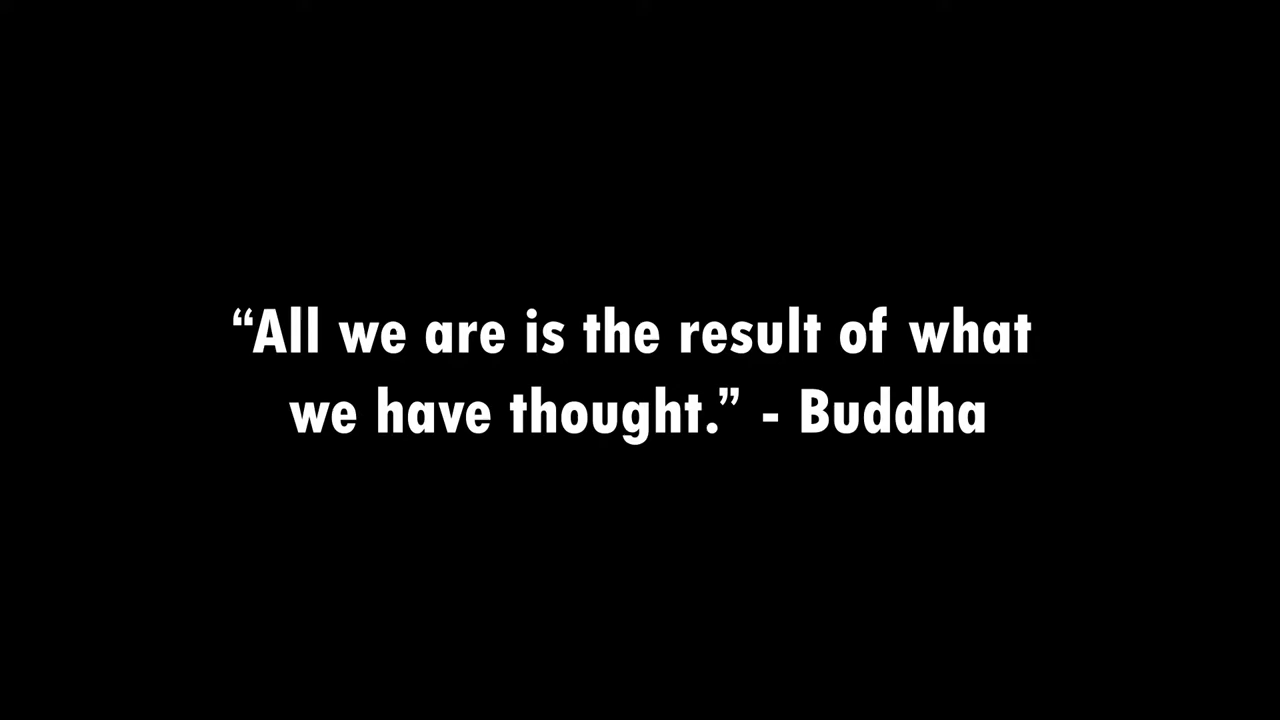 “All we are is the result of what
we have thought.” - Buddha